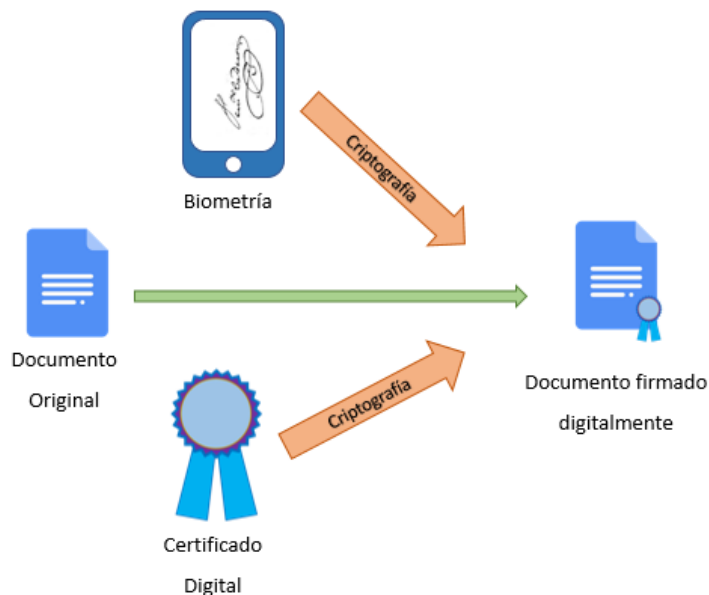 Criptografía
Biometría
Documento
Original
Documento firmado
digitalmente
Criptografía
Certificado
Digital